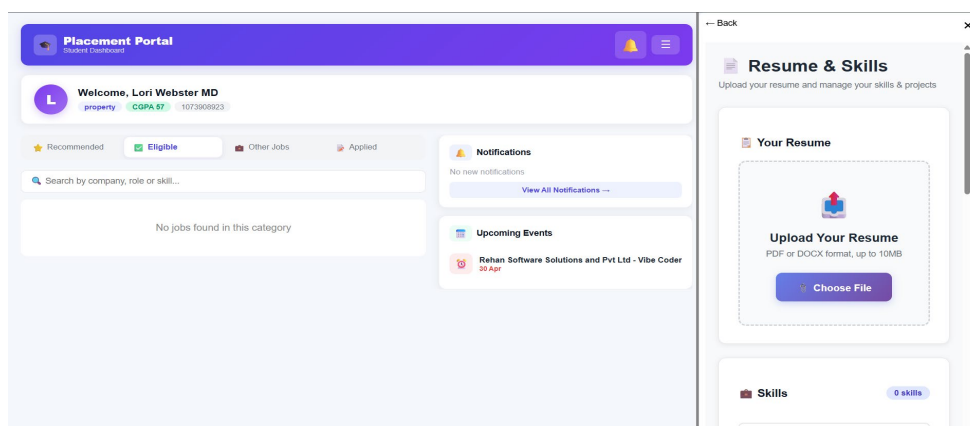 Placement Portal
Student Dashboard
Welcome, Lori Webster MD
property CGPA 57 1073908923
Recommended Eligible Other Jobs Applied
Search by company, role or skill...
No jobs found in this category
Notifications
No new notifications
View All Notifications →
Upcoming Events
Rehan Software Solutions and Pvt Ltd - Vibe Coder
30 Apr
← Back
Resume & Skills
Upload your resume and manage your skills & projects
Your Resume
Upload Your Resume
PDF or DOCX format, up to 10MB
Choose File
Skills 0 skills